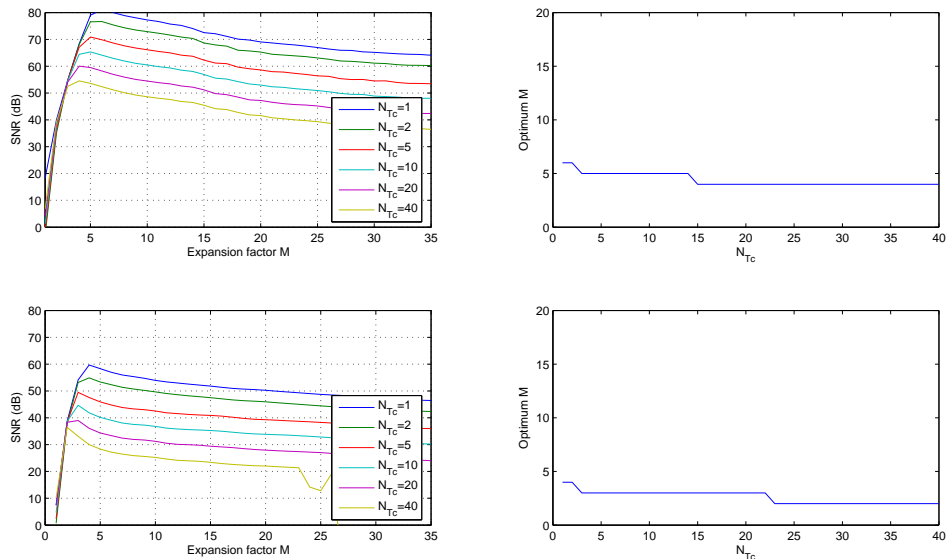 80
70
60
50
40
30
20
10
0
SNR (dB)
5 10 15 20 25 30 35
Expansion factor M
N_Tc=1
N_Tc=2
N_Tc=5
N_Tc=10
N_Tc=20
N_Tc=40
20
15
10
5
0
Optimum M
0 5 10 15 20 25 30 35 40
N_Tc
80
70
60
50
40
30
20
10
0
SNR (dB)
0 5 10 15 20 25 30 35
Expansion factor M
N_Tc=1
N_Tc=2
N_Tc=5
N_Tc=10
N_Tc=20
N_Tc=40
20
15
10
5
0
Optimum M
0 5 10 15 20 25 30 35 40
N_Tc